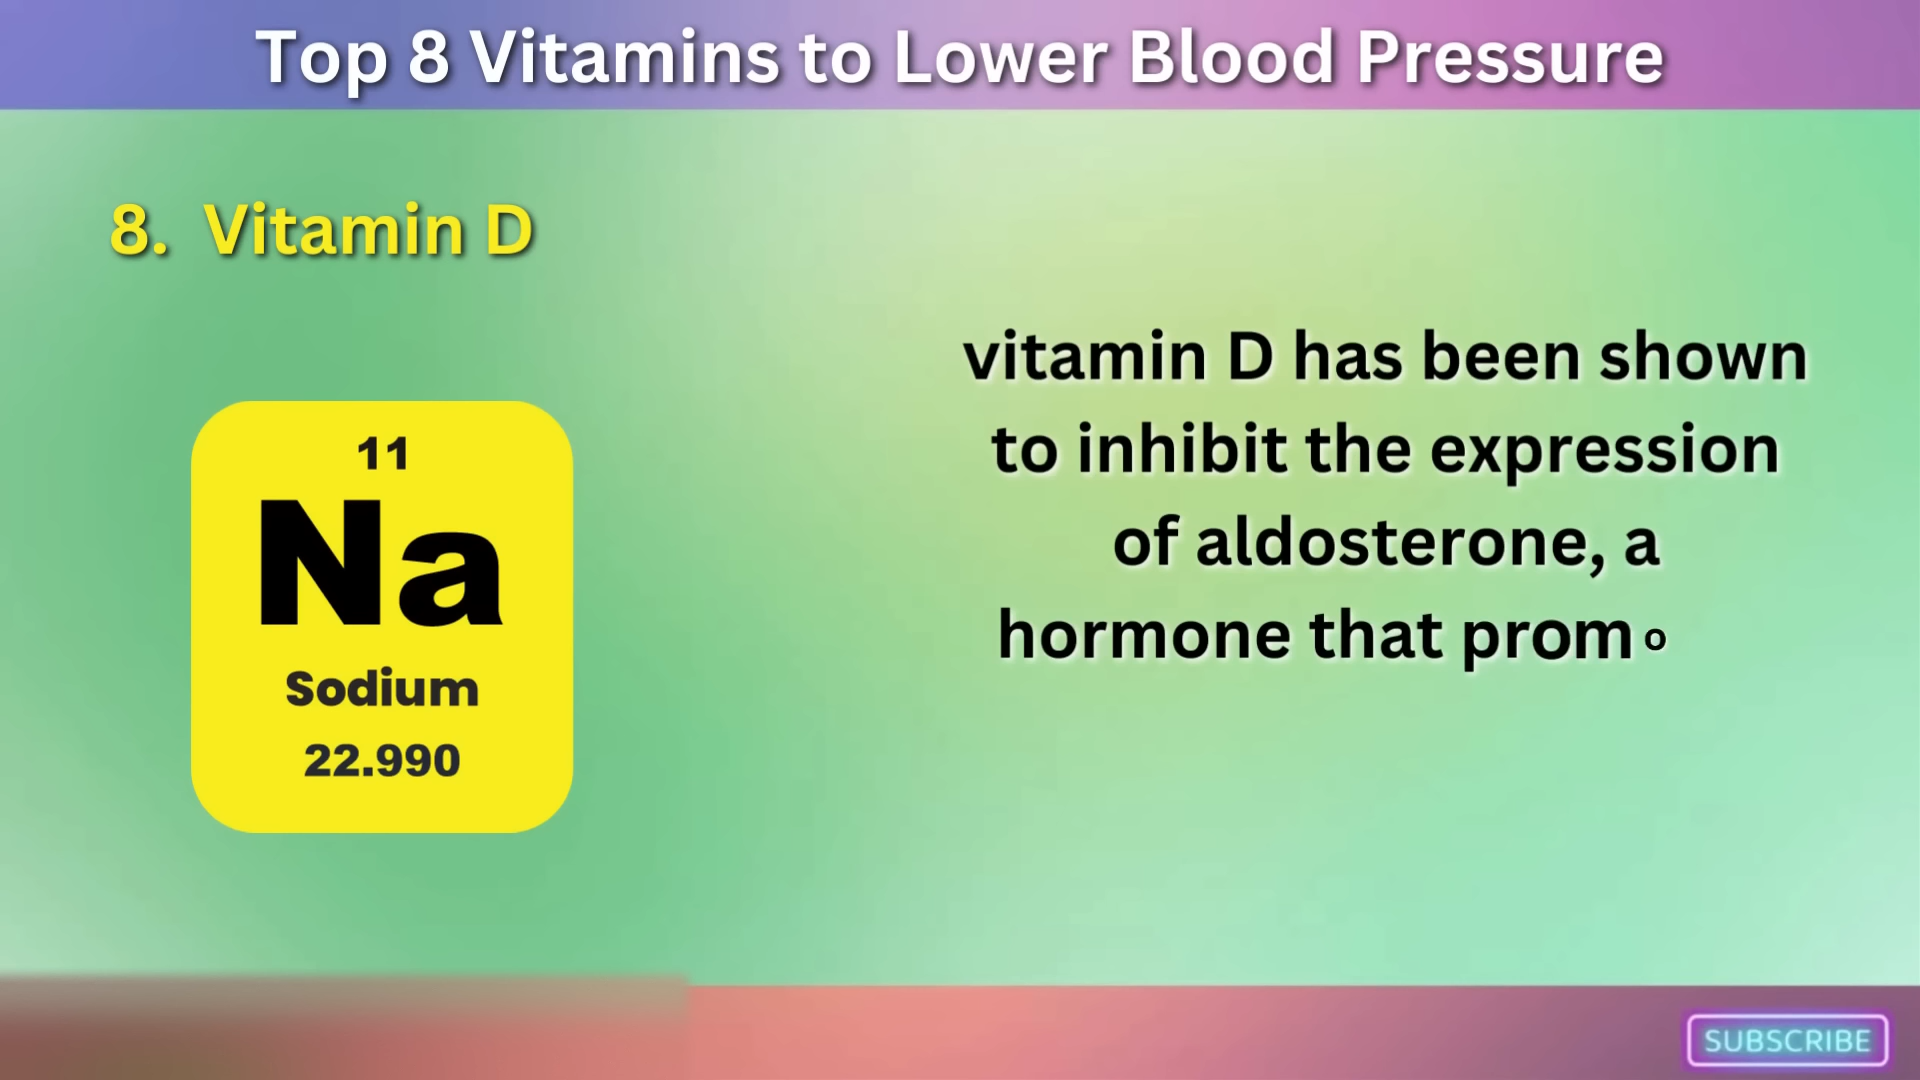 Top 8 Vitamins to Lower Blood Pressure
8. Vitamin D
11
Na
Sodium
22.990
vitamin D has been shown
to inhibit the expression
of aldosterone, a
hormone that promo
SUBSCRIBE